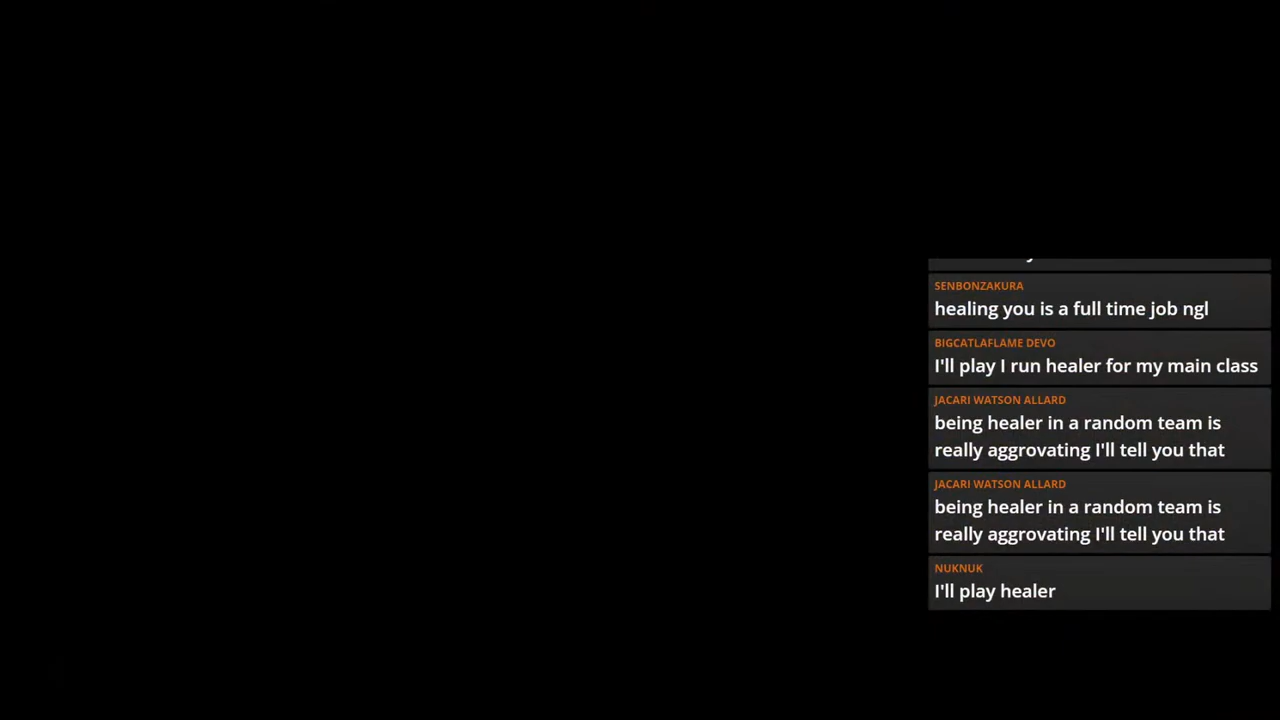 SENBONZAKURA
healing you is a full time job ngl
BIGCATLAFLAME DEVO
I'll play I run healer for my main class
JACARI WATSON ALLARD
being healer in a random team is
really aggrovating I'll tell you that
JACARI WATSON ALLARD
being healer in a random team is
really aggrovating I'll tell you that
NUKNUK
I'll play healer